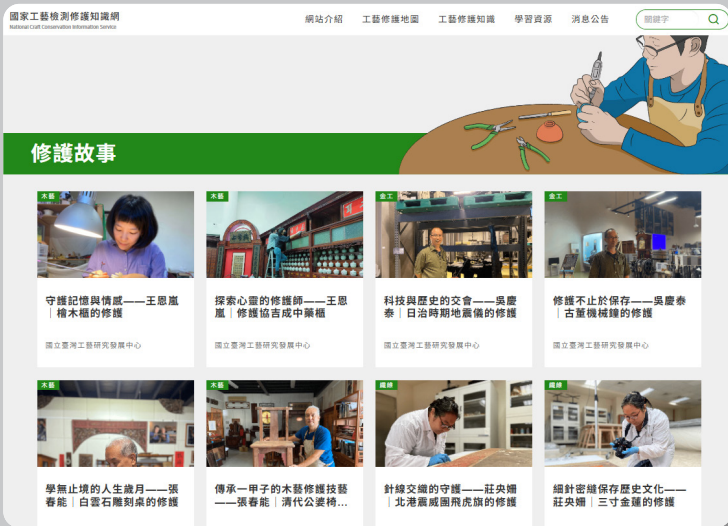 國家工藝檢測修護知識網
National Craft Conservation Information Service
網站介紹 工藝修護地圖 工藝修護知識 學習資源 消息公告 關鍵字
修護故事
木藝 木藝 金工 金工
守護記憶與情感——王恩嵐
｜檜木櫃的修護
國立臺灣工藝研究發展中心
探索心靈的修護師——王恩
嵐｜修護協吉成中藥櫃
國立臺灣工藝研究發展中心
科技與歷史的交會——吳慶
泰｜日治時期地震儀的修護
國立臺灣工藝研究發展中心
修護不止於保存——吳慶泰
｜古董機械鐘的修護
國立臺灣工藝研究發展中心
木藝 木藝 纖線 纖線
學無止境的人生歲月——張
春能｜白雲石雕刻桌的修護
傳承一甲子的木藝修護技藝
——張春能｜清代公婆椅...
針線交織的守護——莊央姍
｜北港震威團飛虎旗的修護
細針密縫保存歷史文化——
莊央姍｜三寸金蓮的修護